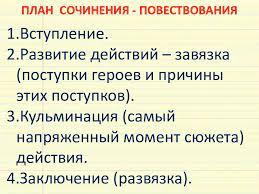 ПЛАН СОЧИНЕНИЯ - ПОВЕСТВОВАНИЯ
1.Вступление.
2.Развитие действий – завязка
(поступки героев и причины
этих поступков).
3.Кульминация (самый
напряженный момент сюжета)
действия.
4.Заключение (развязка).